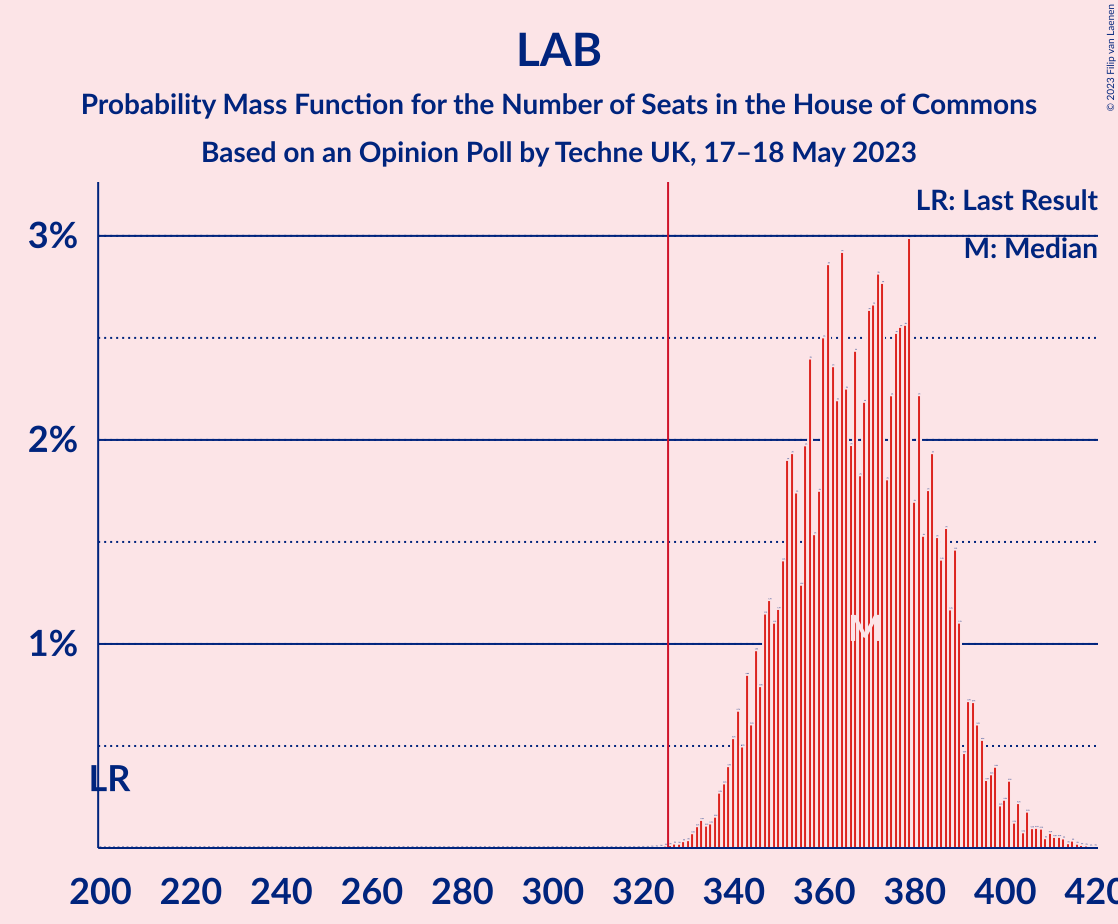 LAB
Probability Mass Function for the Number of Seats in the House of Commons
Based on an Opinion Poll by Techne UK, 17–18 May 2023
© 2023 Filip van Laenen
LR: Last Result
M: Median
3%
2%
1%
M
LR
200 220 240 260 280 300 320 340 360 380 400 420